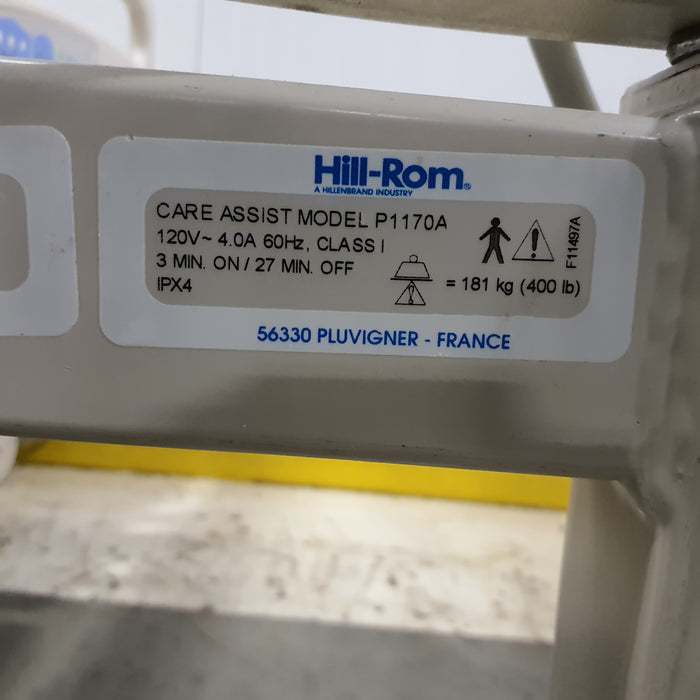 Hill-Rom®
A HILLENBRAND INDUSTRY
CARE ASSIST MODEL P1170A
120V~ 4.0A 60Hz, CLASS I
3 MIN. ON / 27 MIN. OFF
IPX4
= 181 kg (400 lb)
F11497A
56330 PLUVIGNER - FRANCE